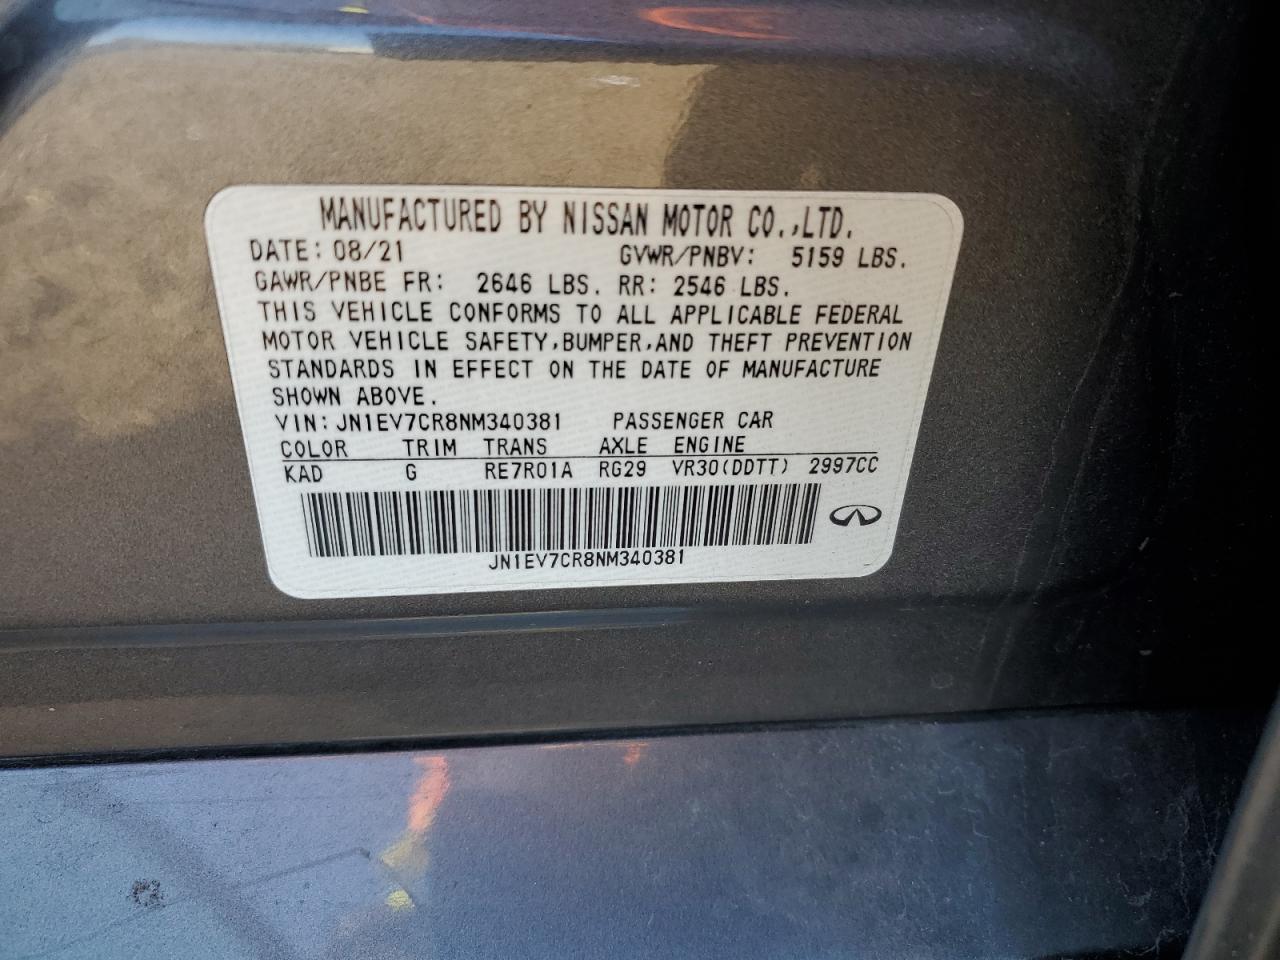 MANUFACTURED BY NISSAN MOTOR CO.,LTD.
DATE: 08/21 GVWR/PNBV: 5159 LBS.
GAWR/PNBE FR: 2646 LBS. RR: 2546 LBS.
THIS VEHICLE CONFORMS TO ALL APPLICABLE FEDERAL
MOTOR VEHICLE SAFETY,BUMPER,AND THEFT PREVENTION
STANDARDS IN EFFECT ON THE DATE OF MANUFACTURE
SHOWN ABOVE.
VIN: JN1EV7CR8NM340381 PASSENGER CAR
COLOR TRIM TRANS AXLE ENGINE
KAD G RE7R01A RG29 VR30(DDTT) 2997CC
JN1EV7CR8NM340381